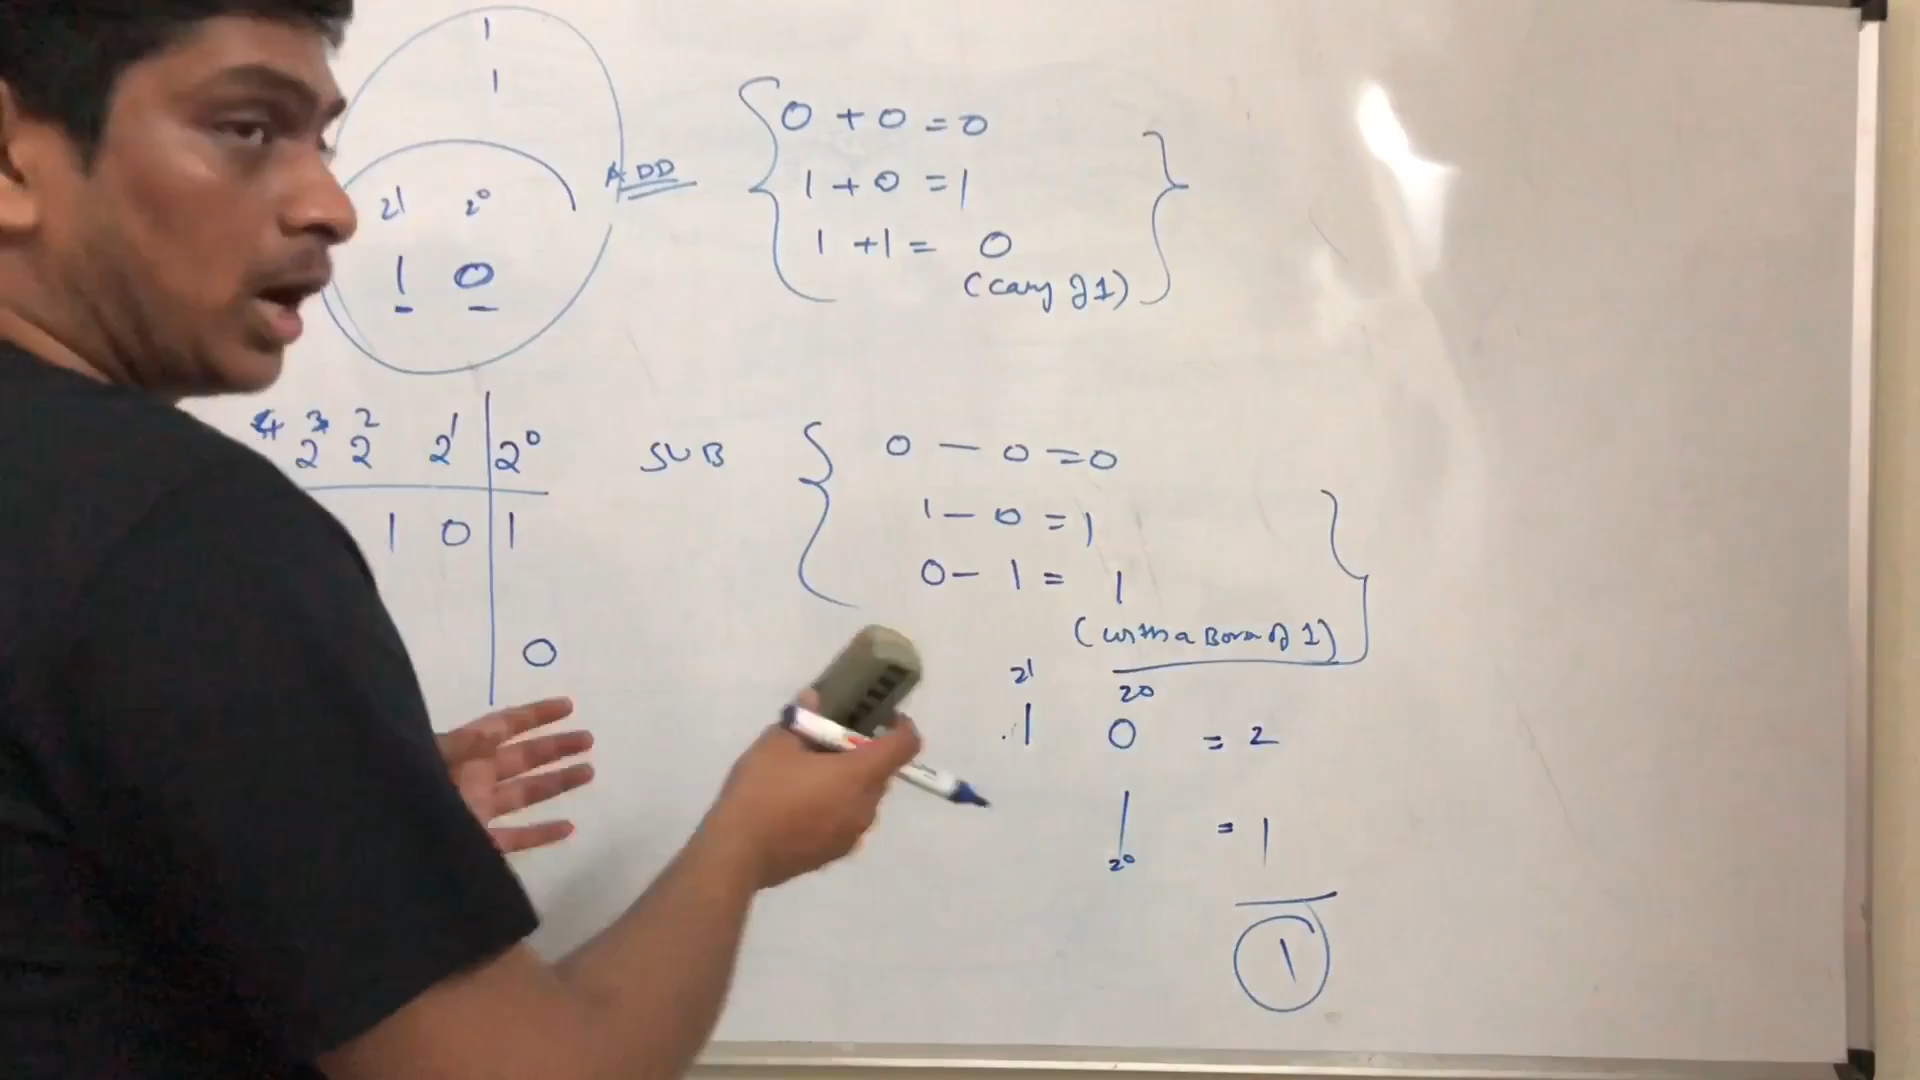 1
1
2¹ 2⁰
1 0
ADD
0 + 0 = 0
1 + 0 = 1
1 + 1 = 0
(carry of 1)
4 2³ 2² 2¹ 2⁰
1 0 1
0
SUB
0 — 0 = 0
1 — 0 = 1
0 — 1 = 1
(with a Borow of 1)
2¹ 2⁰
1 0 = 2
1 = 1
2⁰
1